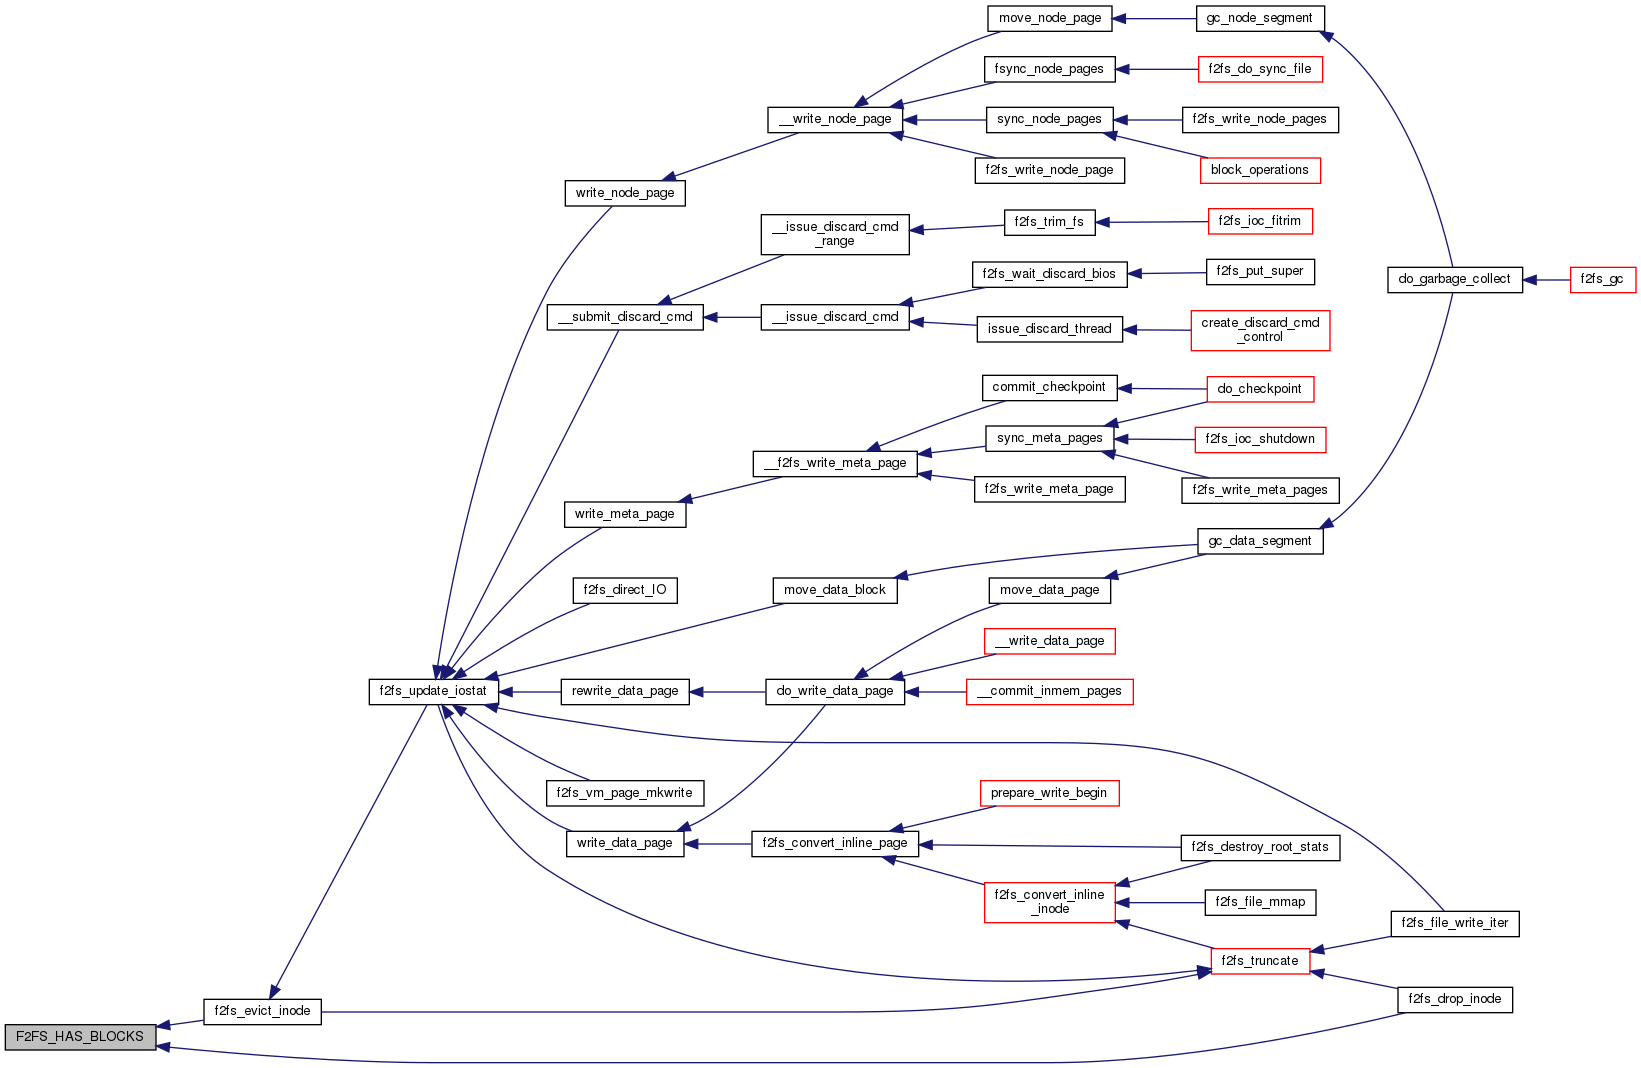 move_node_page
gc_node_segment
fsync_node_pages
f2fs_do_sync_file
__write_node_page
sync_node_pages
f2fs_write_node_pages
f2fs_write_node_page
block_operations
write_node_page
__issue_discard_cmd
_range
f2fs_trim_fs
f2fs_ioc_fitrim
f2fs_wait_discard_bios
f2fs_put_super
do_garbage_collect
f2fs_gc
__submit_discard_cmd
__issue_discard_cmd
issue_discard_thread
create_discard_cmd
_control
commit_checkpoint
do_checkpoint
sync_meta_pages
f2fs_ioc_shutdown
__f2fs_write_meta_page
f2fs_write_meta_page
f2fs_write_meta_pages
write_meta_page
gc_data_segment
f2fs_direct_IO
move_data_block
move_data_page
__write_data_page
f2fs_update_iostat
rewrite_data_page
do_write_data_page
__commit_inmem_pages
f2fs_vm_page_mkwrite
prepare_write_begin
write_data_page
f2fs_convert_inline_page
f2fs_destroy_root_stats
f2fs_convert_inline
_inode
f2fs_file_mmap
f2fs_file_write_iter
f2fs_truncate
f2fs_drop_inode
f2fs_evict_inode
F2FS_HAS_BLOCKS